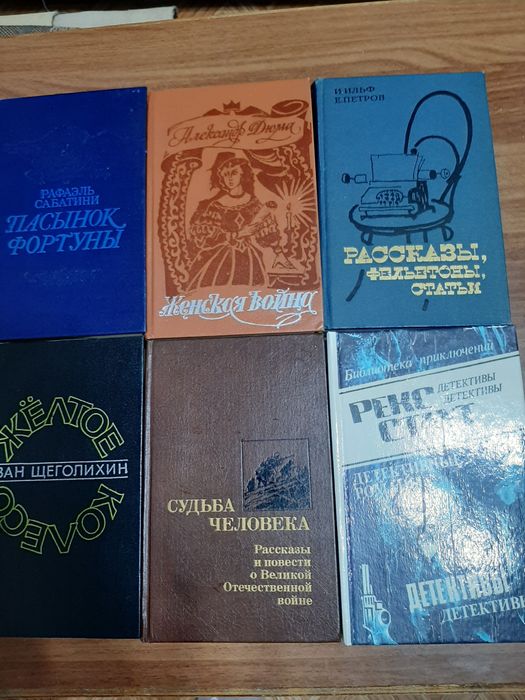 РАФАЭЛЬ
САБАТИНИ
ПАСЫНОК
ФОРТУНЫ
Александр Дюма
Женская война
И. ИЛЬФ
Е. ПЕТРОВ
РАССКАЗЫ,
ФЕЛЬЕТОНЫ,
СТАТЬИ
ЖЁЛТОЕ
ВАН ЩЕГОЛИХИН
КОЛЕСО
СУДЬБА
ЧЕЛОВЕКА
Рассказы
и повести
о Великой
Отечественной
войне
Библиотека приключений
РЕКС
СТАУТ
ДЕТЕКТИВЫ
ДЕТЕКТИВЫ
ДЕТЕКТИВЫ
ДЕТЕКТИВЫ